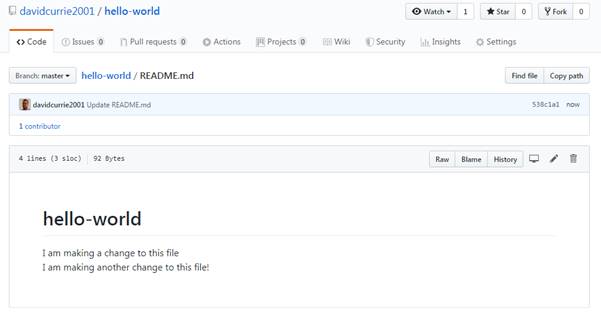 davidcurrie2001 / hello-world
Watch 1 Star 0 Fork 0
Code Issues 0 Pull requests 0 Actions Projects 0 Wiki Security Insights Settings
Branch: master hello-world / README.md Find file Copy path
davidcurrie2001 Update README.md 538c1a1 now
1 contributor
4 lines (3 sloc) 92 Bytes Raw Blame History
hello-world
I am making a change to this file
I am making another change to this file!